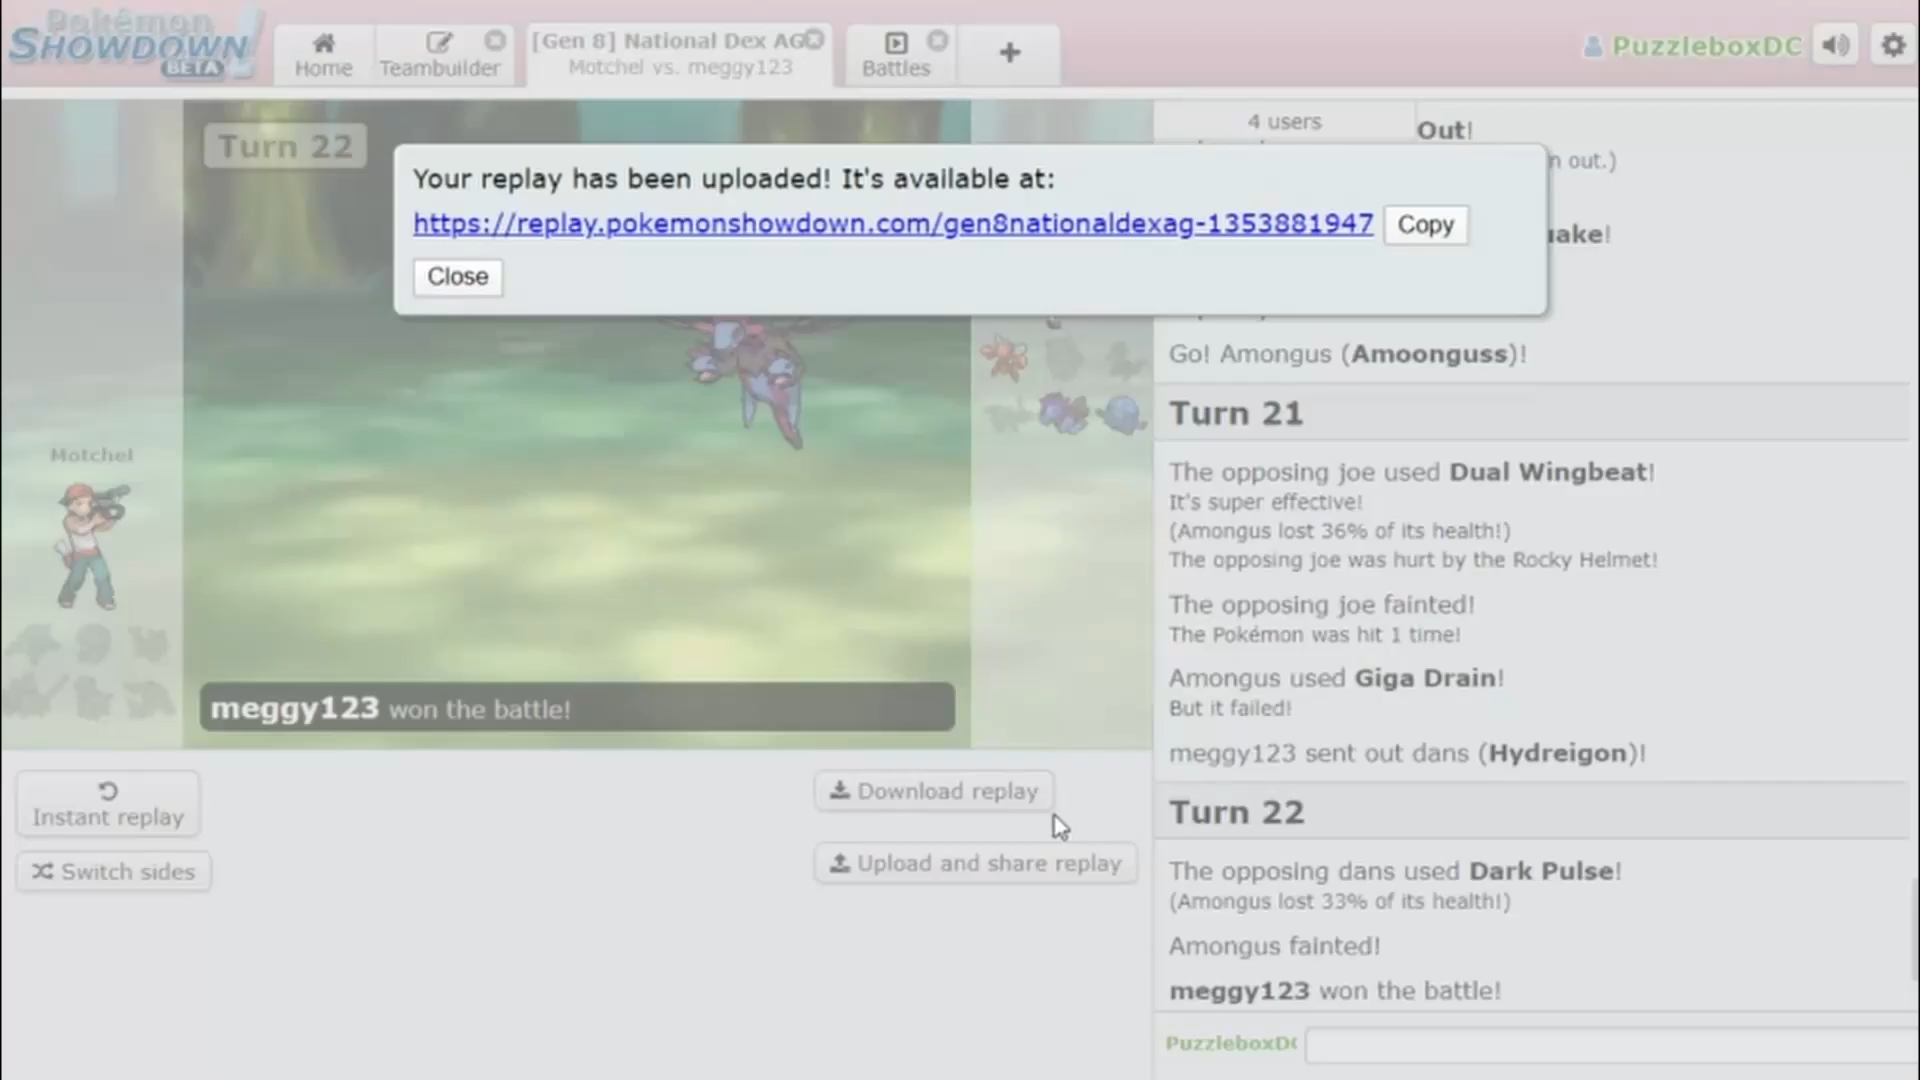 Pokémon
SHOWDOWN!
BETA
Home
Teambuilder
[Gen 8] National Dex AG
Motchel vs. meggy123
Battles
+
PuzzleboxDC
Turn 22
Your replay has been uploaded! It's available at:
https://replay.pokemonshowdown.com/gen8nationaldexag-1353881947
Copy
Close
Motchel
meggy123 won the battle!
Instant replay
Switch sides
Download replay
Upload and share replay
4 users
Out!
n out.)
uake!
Go! Amongus (Amoonguss)!
Turn 21
The opposing joe used Dual Wingbeat!
It's super effective!
(Amongus lost 36% of its health!)
The opposing joe was hurt by the Rocky Helmet!
The opposing joe fainted!
The Pokémon was hit 1 time!
Amongus used Giga Drain!
But it failed!
meggy123 sent out dans (Hydreigon)!
Turn 22
The opposing dans used Dark Pulse!
(Amongus lost 33% of its health!)
Amongus fainted!
meggy123 won the battle!
PuzzleboxDC